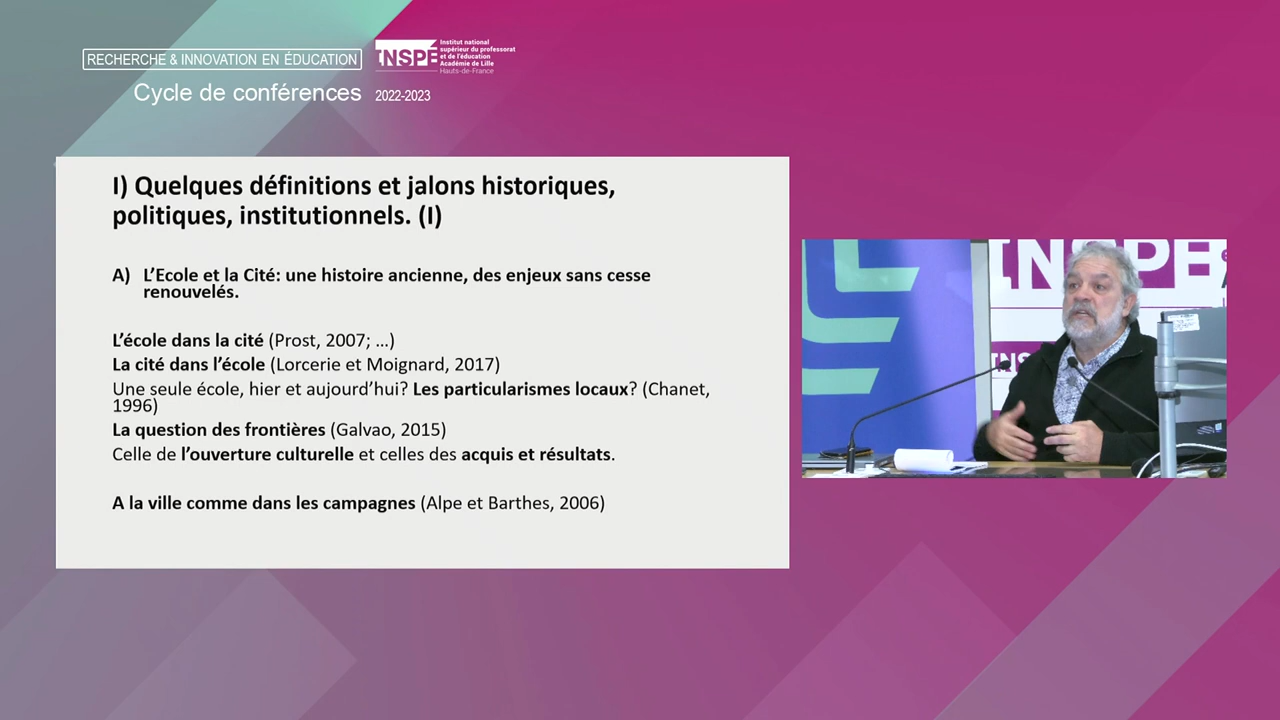 RECHERCHE & INNOVATION EN ÉDUCATION
Cycle de conférences
INSPÉ
Institut national
supérieur du professorat
et de l'éducation
Académie de Lille
Hauts-de-France
2022-2023
I) Quelques définitions et jalons historiques,
politiques, institutionnels. (I)
A) L'Ecole et la Cité: une histoire ancienne, des enjeux sans cesse
renouvelés.
L'école dans la cité (Prost, 2007; …)
La cité dans l'école (Lorcerie et Moignard, 2017)
Une seule école, hier et aujourd'hui? Les particularismes locaux? (Chanet,
1996)
La question des frontières (Galvao, 2015)
Celle de l'ouverture culturelle et celles des acquis et résultats.
A la ville comme dans les campagnes (Alpe et Barthes, 2006)
INSPÉ
INS